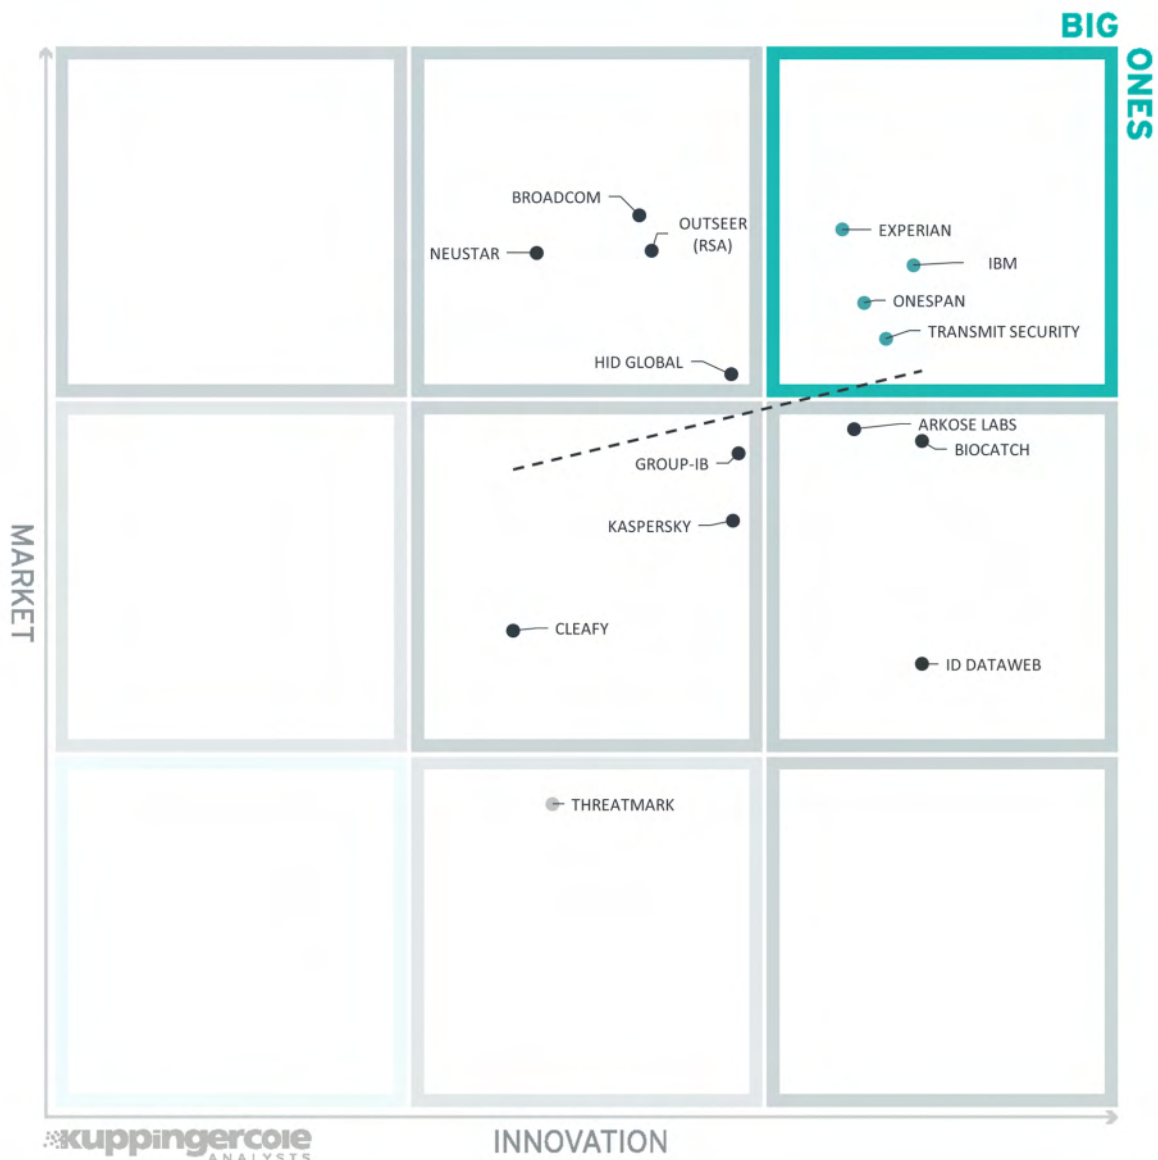 BIG
ONES
BROADCOM
OUTSEER
(RSA)
NEUSTAR
EXPERIAN
IBM
ONESPAN
TRANSMIT SECURITY
HID GLOBAL
ARKOSE LABS
BIOCATCH
GROUP-IB
KASPERSKY
CLEAFY
ID DATAWEB
THREATMARK
MARKET
INNOVATION
kuppingercole
ANALYSTS